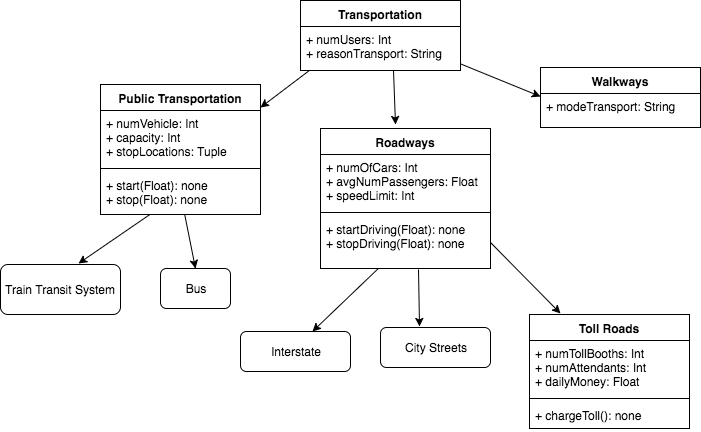 Transportation
+ numUsers: Int
+ reasonTransport: String
Walkways
+ modeTransport: String
Public Transportation
+ numVehicle: Int
+ capacity: Int
+ stopLocations: Tuple
+ start(Float): none
+ stop(Float): none
Roadways
+ numOfCars: Int
+ avgNumPassengers: Float
+ speedLimit: Int
+ startDriving(Float): none
+ stopDriving(Float): none
Train Transit System
Bus
Interstate
City Streets
Toll Roads
+ numTollBooths: Int
+ numAttendants: Int
+ dailyMoney: Float
+ chargeToll(): none